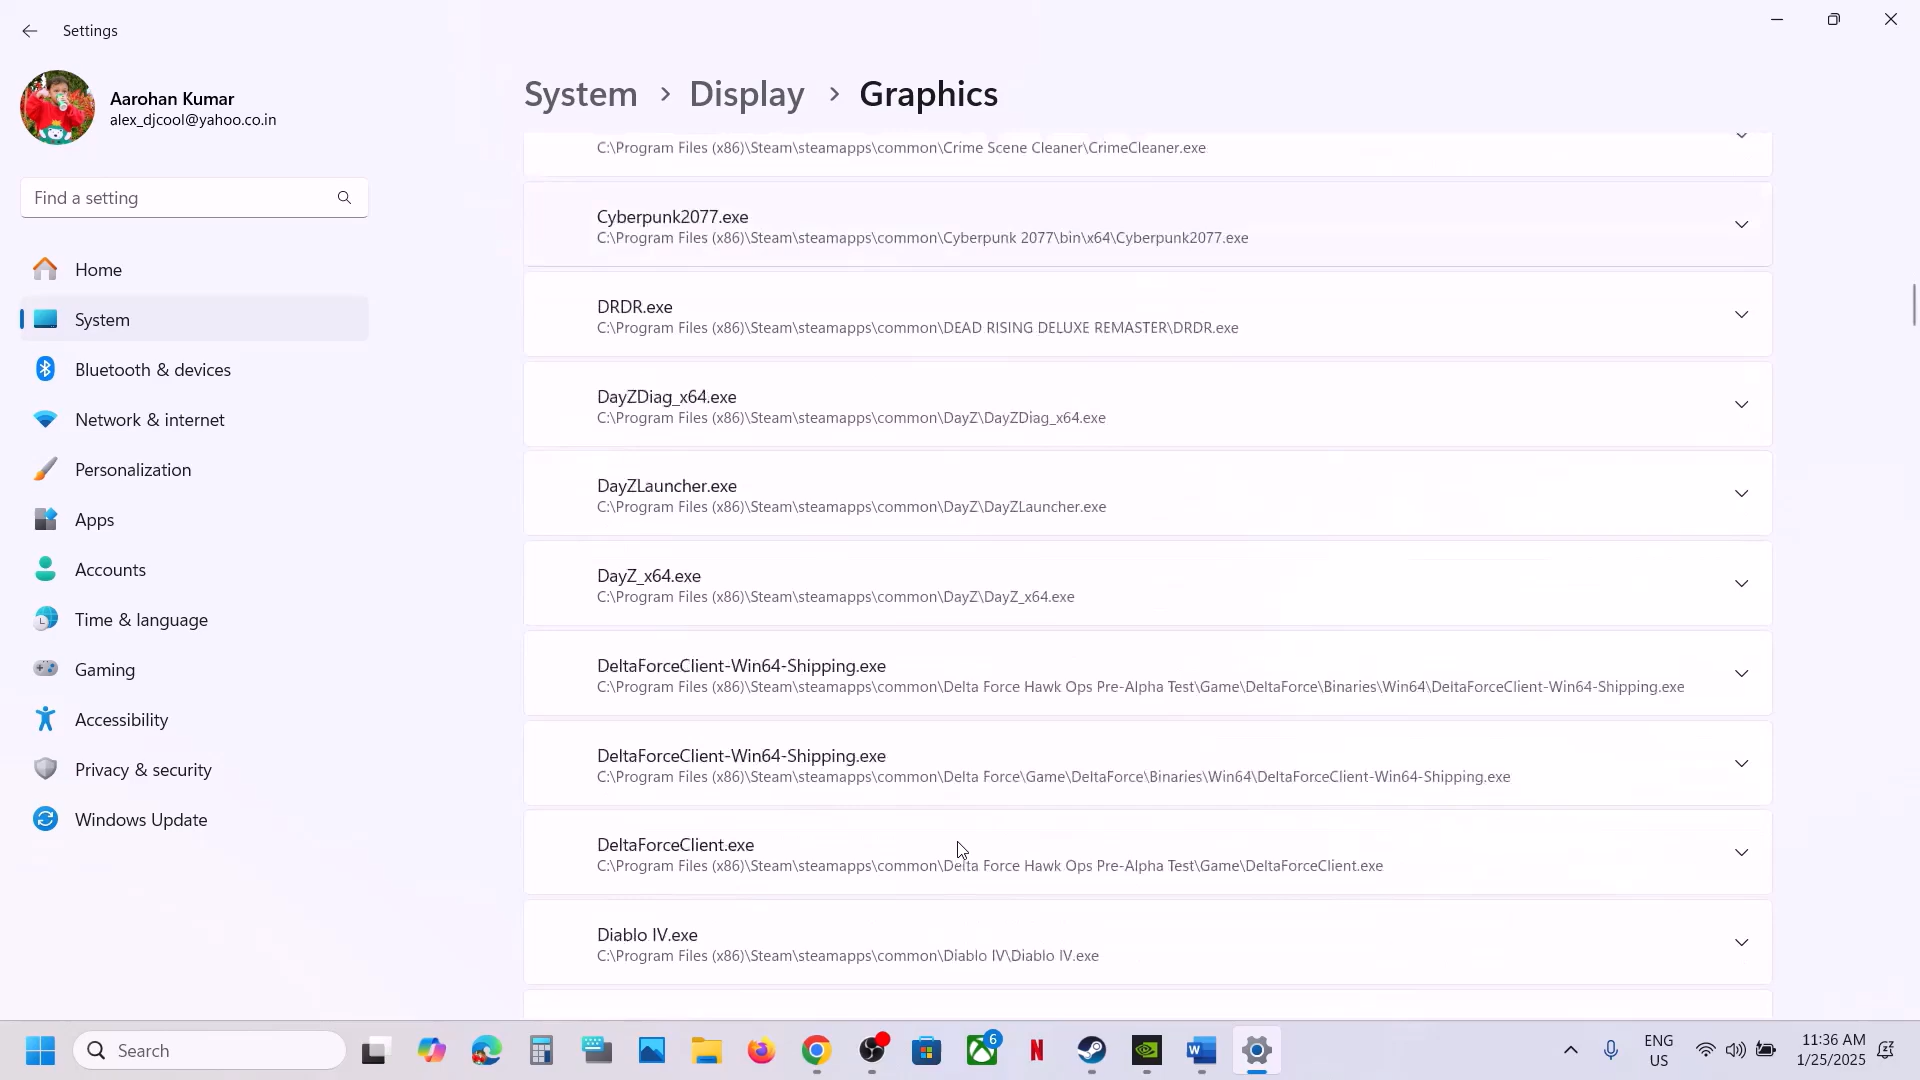 Settings
Aarohan Kumar
alex_djcool@yahoo.co.in
Find a setting
Home
System
Bluetooth & devices
Network & internet
Personalization
Apps
Accounts
Time & language
Gaming
Accessibility
Privacy & security
Windows Update
System > Display > Graphics
C:\Program Files (x86)\Steam\steamapps\common\Crime Scene Cleaner\CrimeCleaner.exe
Cyberpunk2077.exe
C:\Program Files (x86)\Steam\steamapps\common\Cyberpunk 2077\bin\x64\Cyberpunk2077.exe
DRDR.exe
C:\Program Files (x86)\Steam\steamapps\common\DEAD RISING DELUXE REMASTER\DRDR.exe
DayZDiag_x64.exe
C:\Program Files (x86)\Steam\steamapps\common\DayZ\DayZDiag_x64.exe
DayZLauncher.exe
C:\Program Files (x86)\Steam\steamapps\common\DayZ\DayZLauncher.exe
DayZ_x64.exe
C:\Program Files (x86)\Steam\steamapps\common\DayZ\DayZ_x64.exe
DeltaForceClient-Win64-Shipping.exe
C:\Program Files (x86)\Steam\steamapps\common\Delta Force Hawk Ops Pre-Alpha Test\Game\DeltaForce\Binaries\Win64\DeltaForceClient-Win64-Shipping.exe
DeltaForceClient-Win64-Shipping.exe
C:\Program Files (x86)\Steam\steamapps\common\Delta Force\Game\DeltaForce\Binaries\Win64\DeltaForceClient-Win64-Shipping.exe
DeltaForceClient.exe
C:\Program Files (x86)\Steam\steamapps\common\Delta Force Hawk Ops Pre-Alpha Test\Game\DeltaForceClient.exe
Diablo IV.exe
C:\Program Files (x86)\Steam\steamapps\common\Diablo IV\Diablo IV.exe
Search
6
ENG
US
11:36 AM
1/25/2025